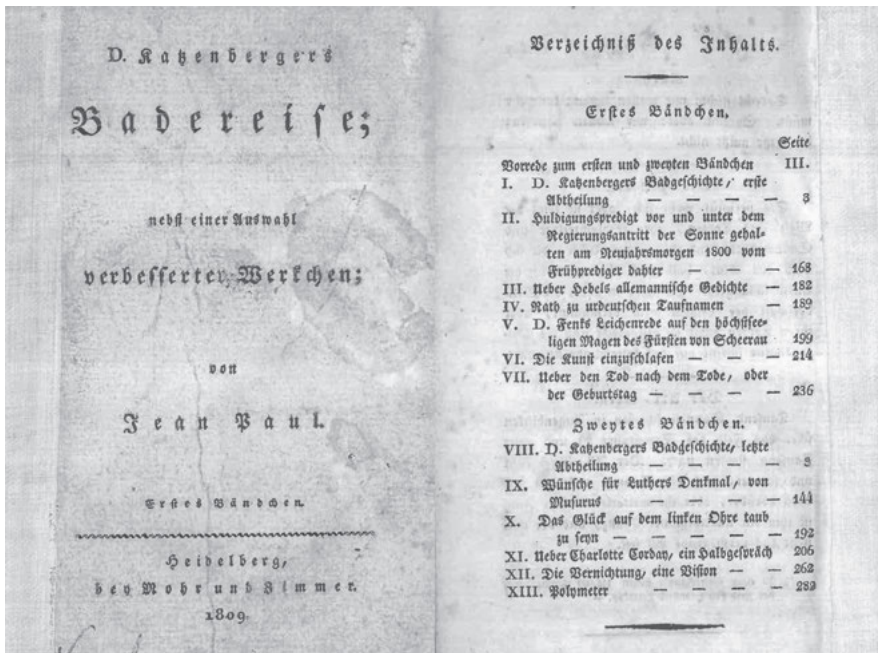 D. Katzenbergers
Badereise;
nebst einer Auswahl
verbesserter Werkchen;
von
Jean Paul.
Erstes Bändchen.
Heidelberg,
bey Mohr und Zimmer.
1809.
Verzeichniß des Inhalts.
Erstes Bändchen.
Seite
Vorrede zum ersten und zweyten Bändchen III.
I. D. Katzenbergers Badgeschichte, erste
Abtheilung — — — — 3
II. Huldigungspredigt vor und unter dem
Regierungsantritt der Sonne gehal-
ten am Neujahrsmorgen 1800 vom
Frühprediger dahier — — — 163
III. Ueber Hebels allemannische Gedichte — 182
IV. Rath zu urdeutschen Taufnamen — 189
V. D. Fenks Leichenrede auf den höchstsee-
ligen Magen des Fürsten von Scheerau 199
VI. Die Kunst einzuschlafen — — — 214
VII. Ueber den Tod nach dem Tode, oder
der Geburtstag — — — — 236
Zweytes Bändchen.
VIII. D. Katzenbergers Badgeschichte, letzte
Abtheilung — — — — 3
IX. Wünsche für Luthers Denkmal, von
Musurus — — — — 144
X. Das Glück auf dem linken Ohre taub
zu seyn — — — — — 192
XI. Ueber Charlotte Corday, ein Halbgespräch 206
XII. Die Vernichtung, eine Vision — — 262
XIII. Polymeter — — — — 282